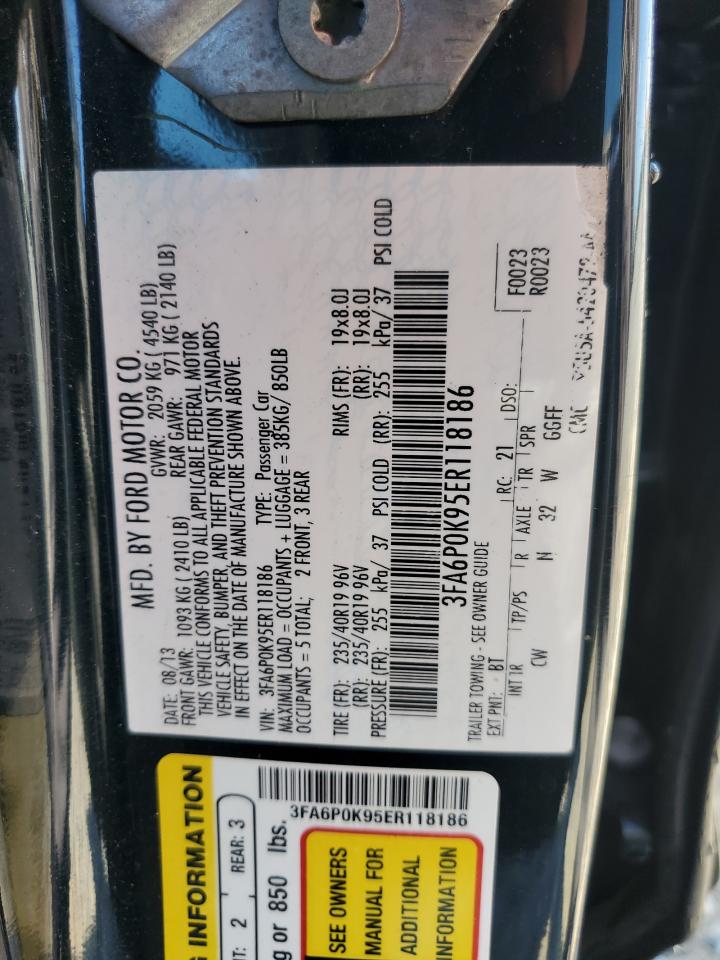 MFD. BY FORD MOTOR CO.
DATE: 08/13 GVWR: 2059 KG ( 4540 LB)
FRONT GAWR: 1093 KG ( 2410 LB) REAR GAWR: 971 KG ( 2140 LB)
THIS VEHICLE CONFORMS TO ALL APPLICABLE FEDERAL MOTOR
VEHICLE SAFETY, BUMPER, AND THEFT PREVENTION STANDARDS
IN EFFECT ON THE DATE OF MANUFACTURE SHOWN ABOVE.
VIN: 3FA6P0K95ER118186 TYPE: Passenger Car
MAXIMUM LOAD = OCCUPANTS + LUGGAGE = 385KG/ 850LB
OCCUPANTS = 5 TOTAL; 2 FRONT, 3 REAR
TIRE (FR): 235/40R19 96V RIMS (FR): 19x8.0J
(RR): 235/40R19 96V (RR): 19x8.0J
PRESSURE (FR): 255 kPa/ 37 PSI COLD (RR): 255 kPa/ 37 PSI COLD
3FA6P0K95ER118186
TRAILER TOWING - SEE OWNER GUIDE
EXT PNT: BT RC: 21 DSO: F0023
R0023
INT TR TP/PS R AXLE TR SPR
CW N 32 W GGFF
CMC
3FA6P0K95ER118186
G INFORMATION
T: 2 REAR: 3
g or 850 lbs.
SEE OWNERS
MANUAL FOR
ADDITIONAL
INFORMATION